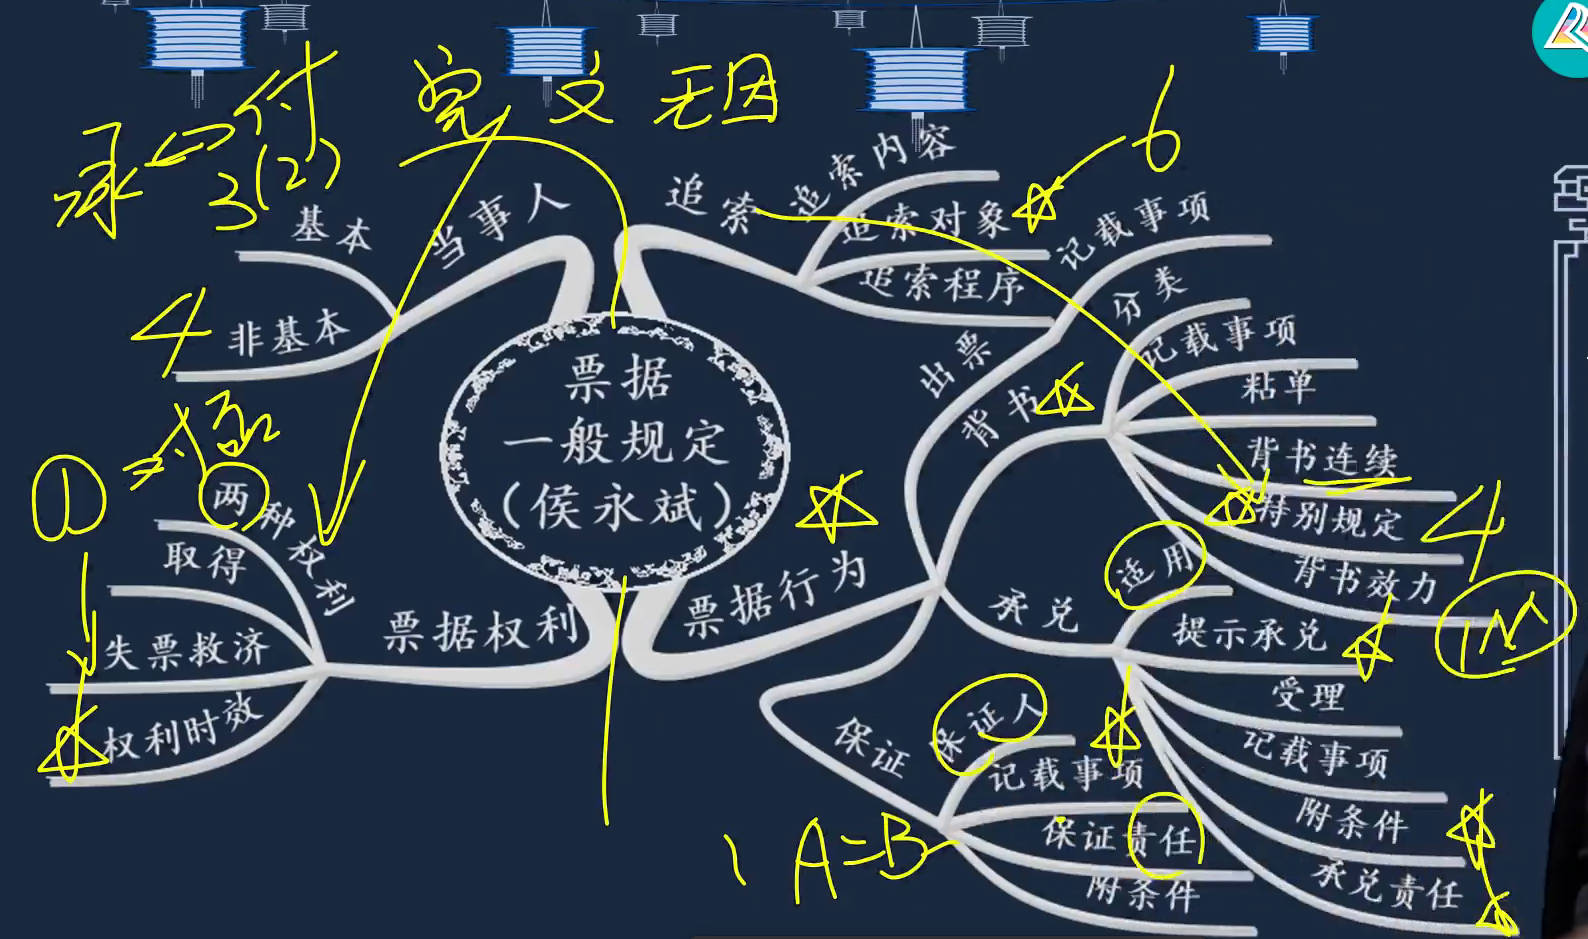 承 付
3(2)
完 文 无因
6
当事人
基本
非基本
4
追索
追索内容
追索对象
追索程序
票据
一般规定
（侯永斌）
票据权利
两种权利
取得
失票救济
权利时效
①
票据行为
出票
记载事项
背书
分类
记载事项
粘单
背书连续
特别规定
4
背书效力
承兑
适用
提示承兑
受理
记载事项
附条件
承兑责任
保证
保证人
记载事项
保证责任
附条件
A=B